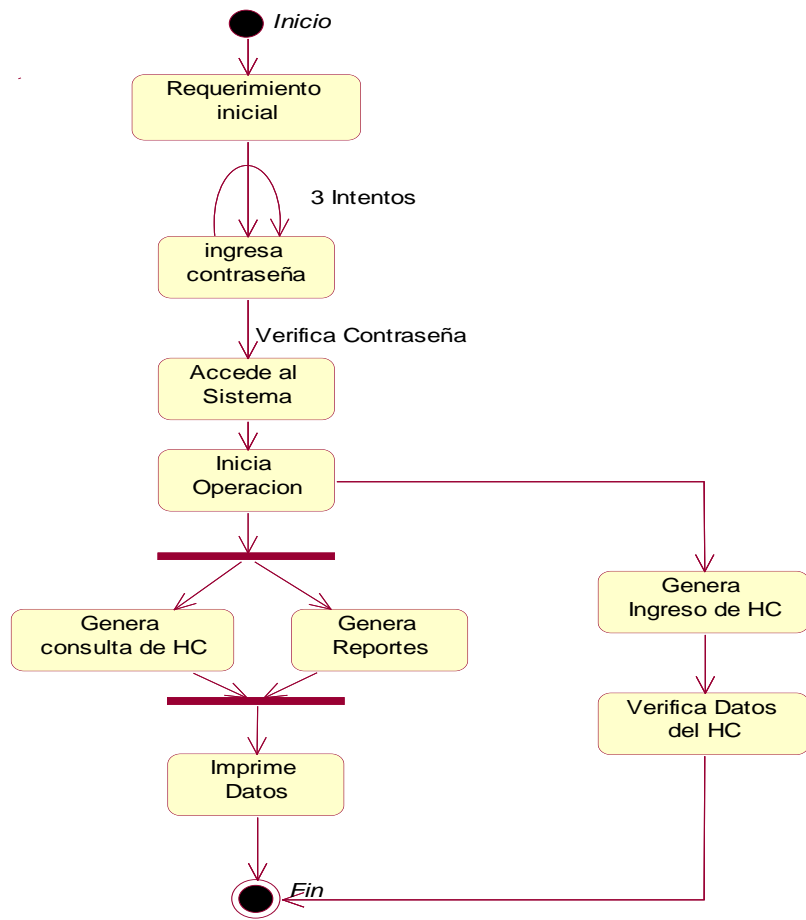 Inicio
Requerimiento
inicial
3 Intentos
ingresa
contraseña
Verifica Contraseña
Accede al
Sistema
Inicia
Operacion
Genera
consulta de HC
Genera
Reportes
Genera
Ingreso de HC
Verifica Datos
del HC
Imprime
Datos
Fin